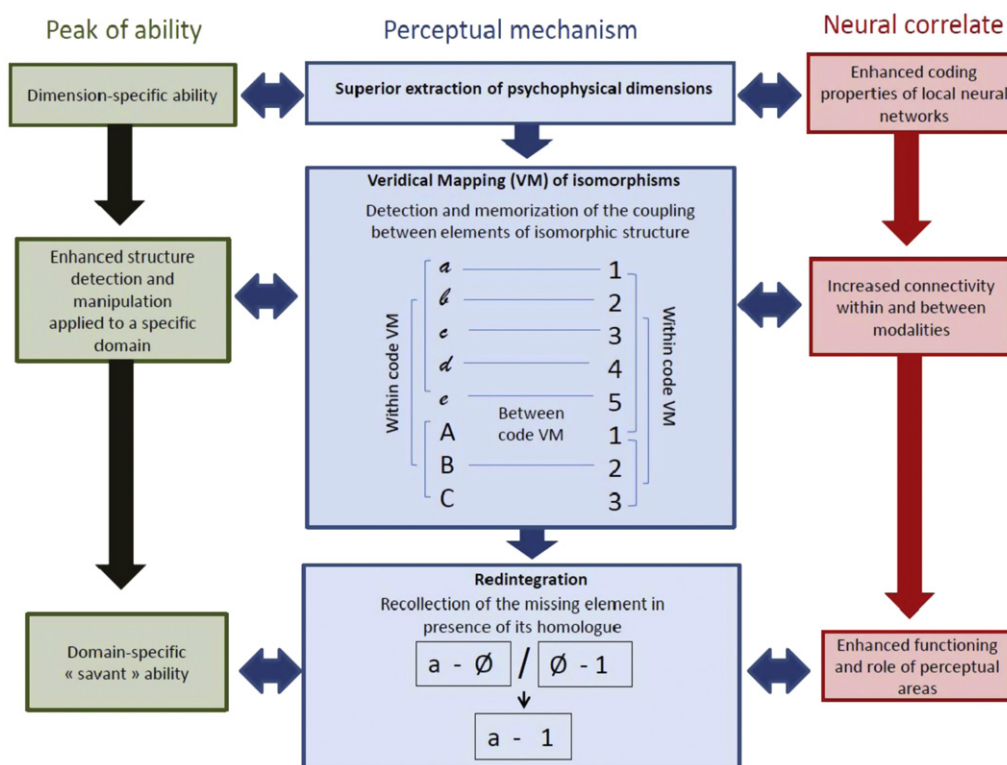 Peak of ability
Perceptual mechanism
Neural correlate
Dimension-specific ability
Superior extraction of psychophysical dimensions
Enhanced coding
properties of local neural
networks
Veridical Mapping (VM) of isomorphisms
Detection and memorization of the coupling
between elements of isomorphic structure
Enhanced structure
detection and
manipulation
applied to a specific
domain
Within code VM
a 1
b 2
c 3
d 4
e 5
A 1
B 2
C 3
Between
code VM
Within code VM
Increased connectivity
within and between
modalities
Redintegration
Recollection of the missing element in
presence of its homologue
a - Ø / Ø - 1
a - 1
Domain-specific
« savant » ability
Enhanced functioning
and role of perceptual
areas